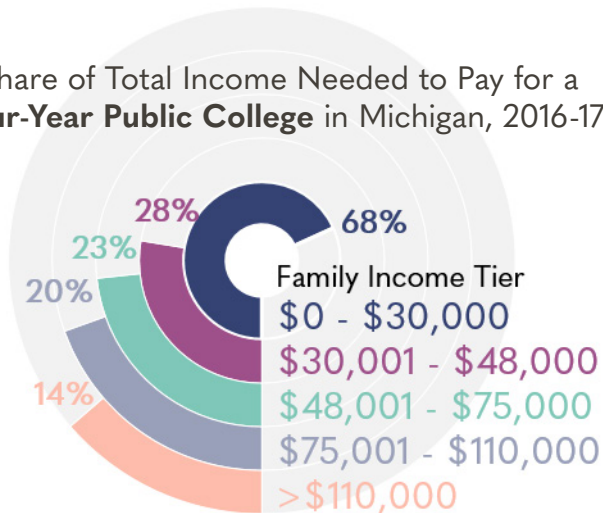 hare of Total Income Needed to Pay for a
ur-Year Public College in Michigan, 2016-17
28%
68%
23%
20%
14%
Family Income Tier
$0 - $30,000
$30,001 - $48,000
$48,001 - $75,000
$75,001 - $110,000
>$110,000